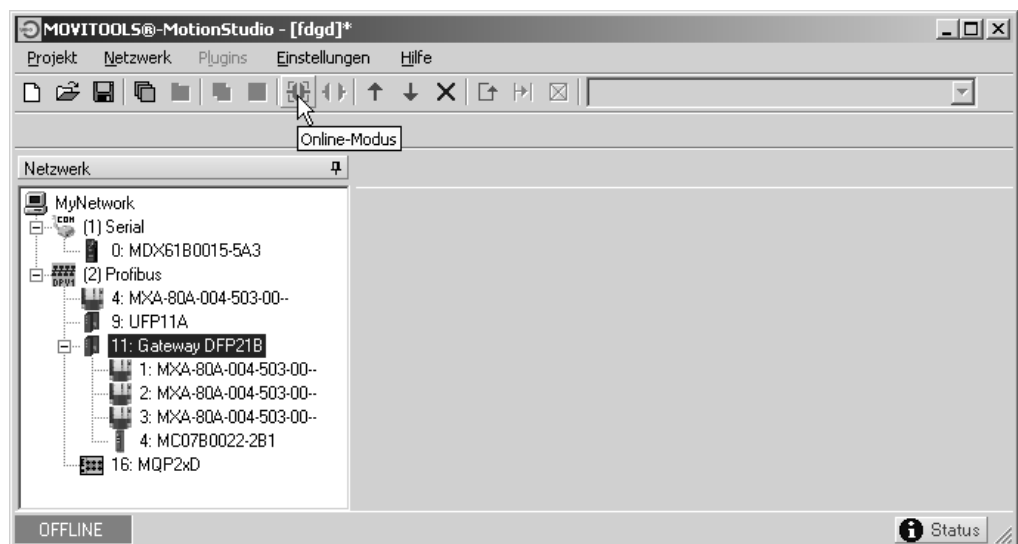 MOVITOOLS®-MotionStudio - [fdgd]*
Projekt Netzwerk Plugins Einstellungen Hilfe
Online-Modus
Netzwerk
MyNetwork
COM
(1) Serial
0: MDX61B0015-5A3
DPV1
(2) Profibus
4: MXA-80A-004-503-00--
9: UFP11A
11: Gateway DFP21B
1: MXA-80A-004-503-00--
2: MXA-80A-004-503-00--
3: MXA-80A-004-503-00--
4: MC07B0022-2B1
16: MQP2xD
OFFLINE Status